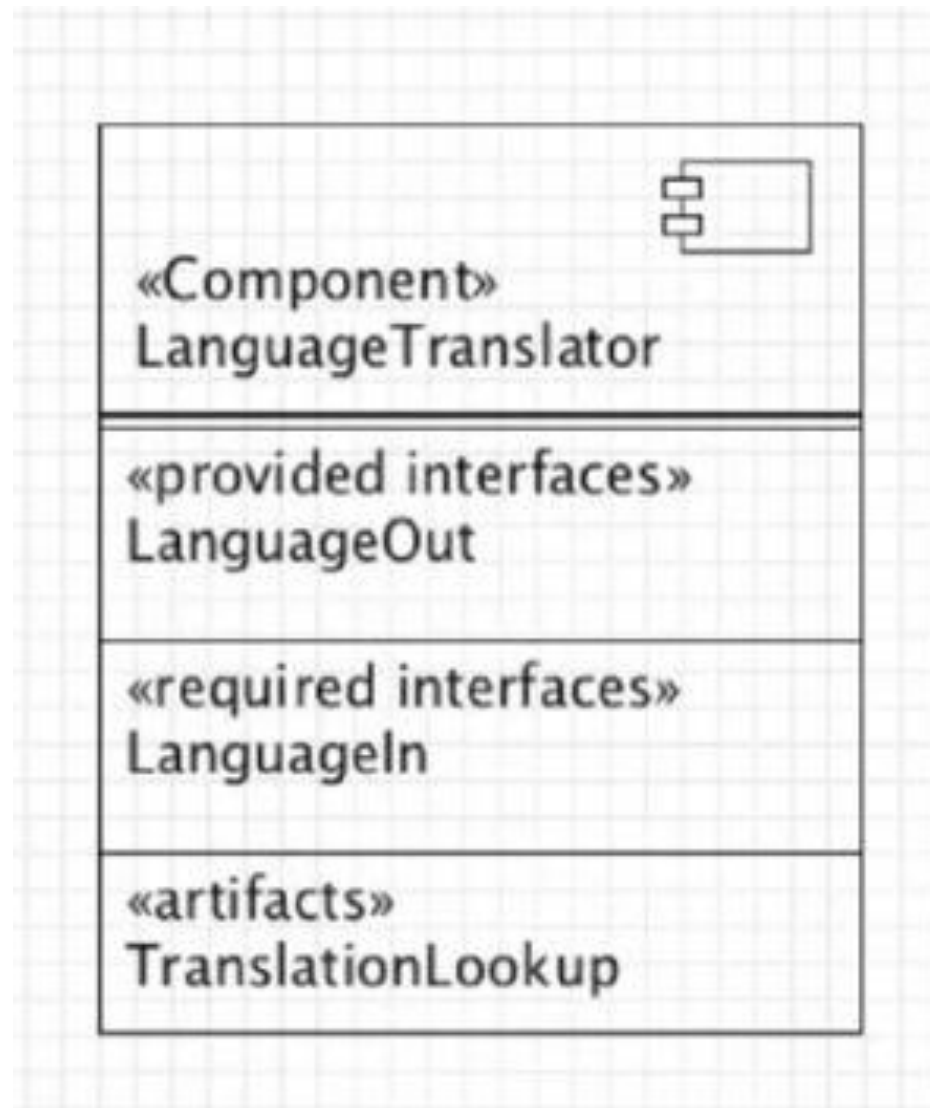 «Component»
LanguageTranslator
«provided interfaces»
LanguageOut
«required interfaces»
LanguageIn
«artifacts»
TranslationLookup